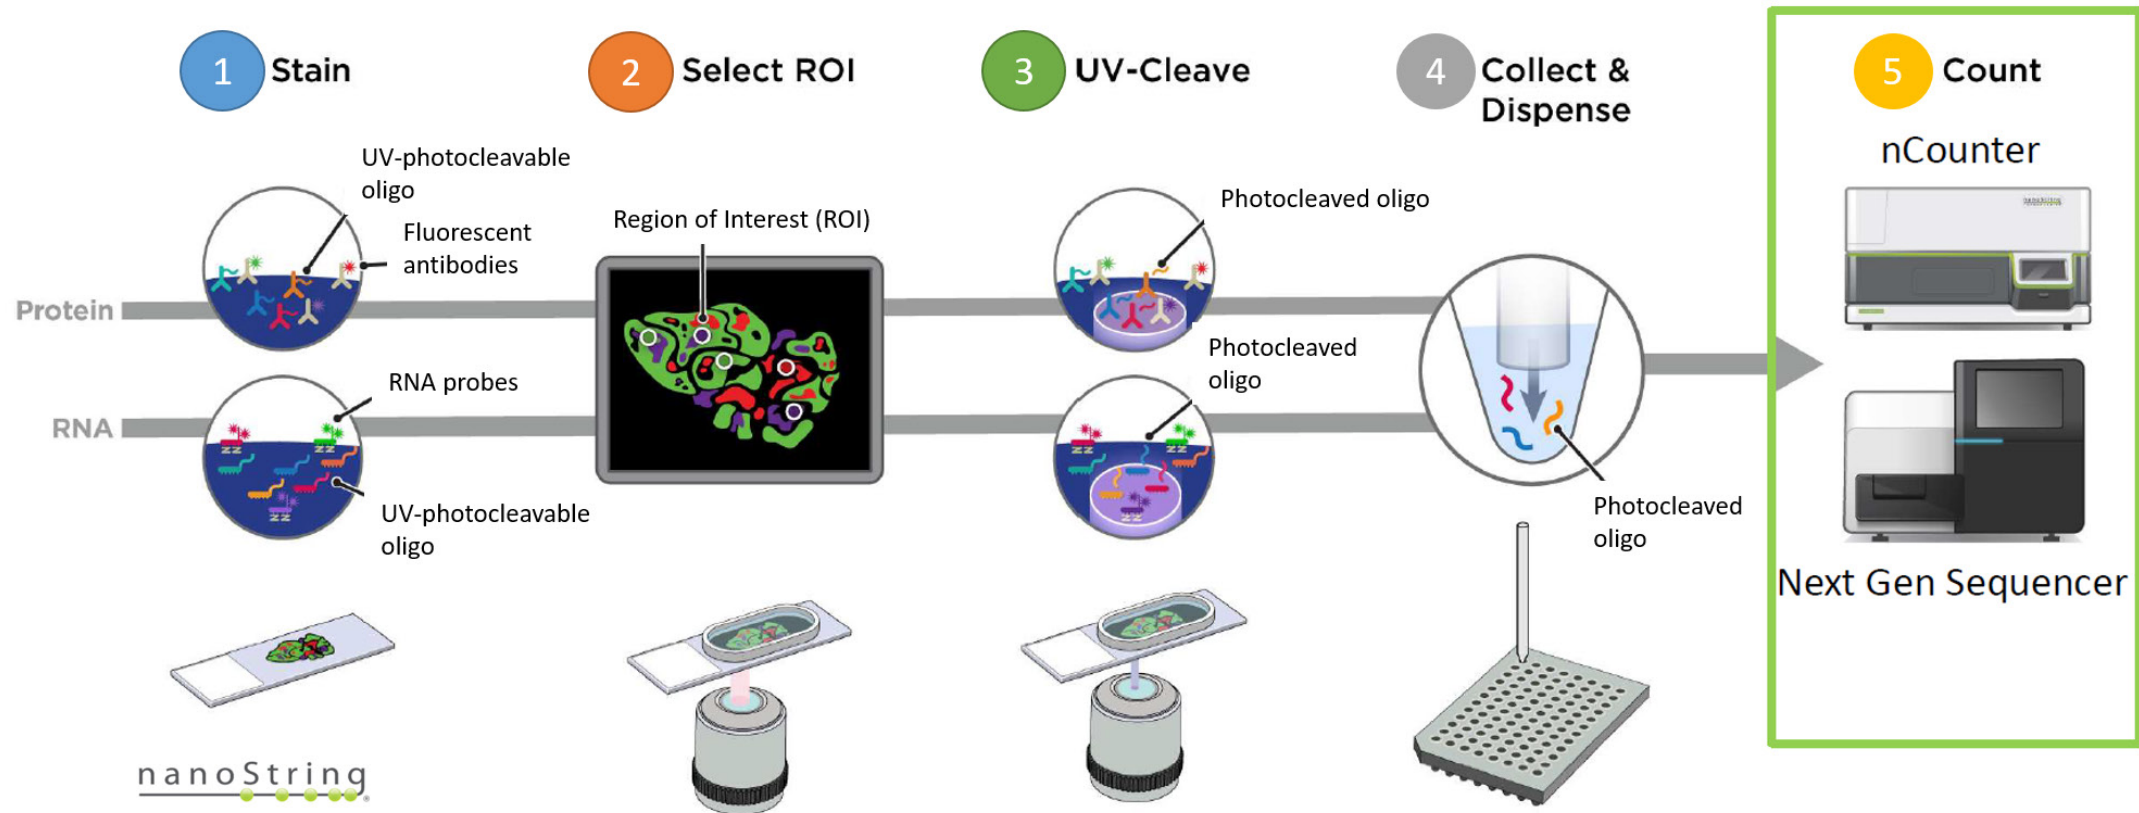 1 Stain
2 Select ROI
3 UV-Cleave
4 Collect &
Dispense
5 Count
nCounter
UV-photocleavable
oligo
Fluorescent
antibodies
Region of Interest (ROI)
Photocleaved oligo
nanoString
Protein
Photocleaved
oligo
RNA probes
RNA
UV-photocleavable
oligo
Photocleaved
oligo
Next Gen Sequencer
nanoString